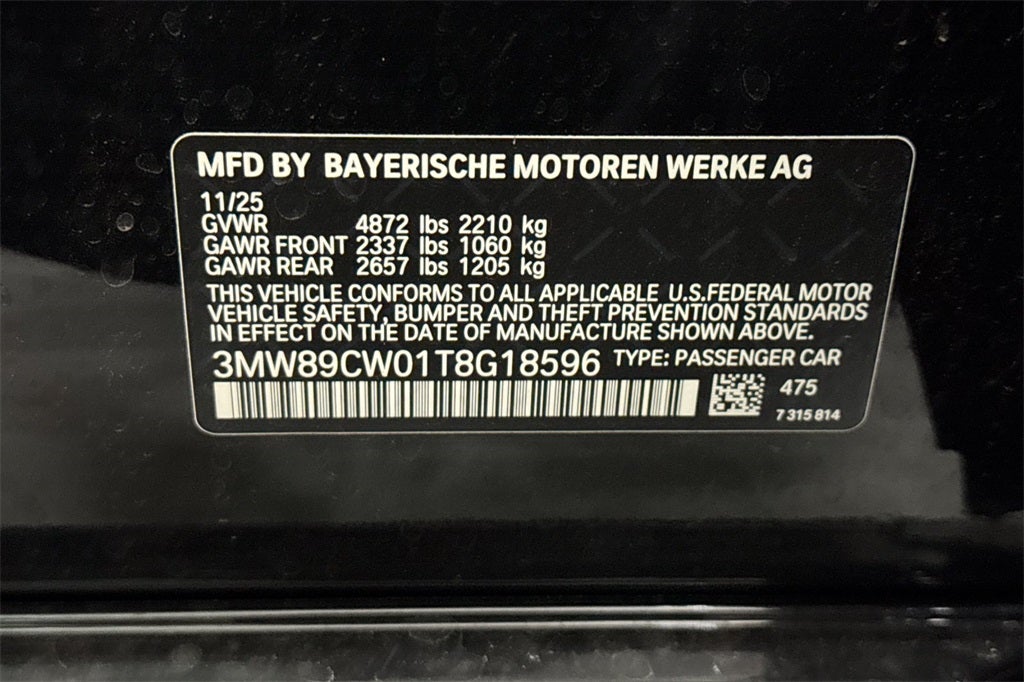 MFD BY BAYERISCHE MOTOREN WERKE AG
11/25
GVWR 4872 lbs 2210 kg
GAWR FRONT 2337 lbs 1060 kg
GAWR REAR 2657 lbs 1205 kg
THIS VEHICLE CONFORMS TO ALL APPLICABLE U.S.FEDERAL MOTOR
VEHICLE SAFETY, BUMPER AND THEFT PREVENTION STANDARDS
IN EFFECT ON THE DATE OF MANUFACTURE SHOWN ABOVE.
3MW89CW01T8G18596 TYPE: PASSENGER CAR
475
7 315 814